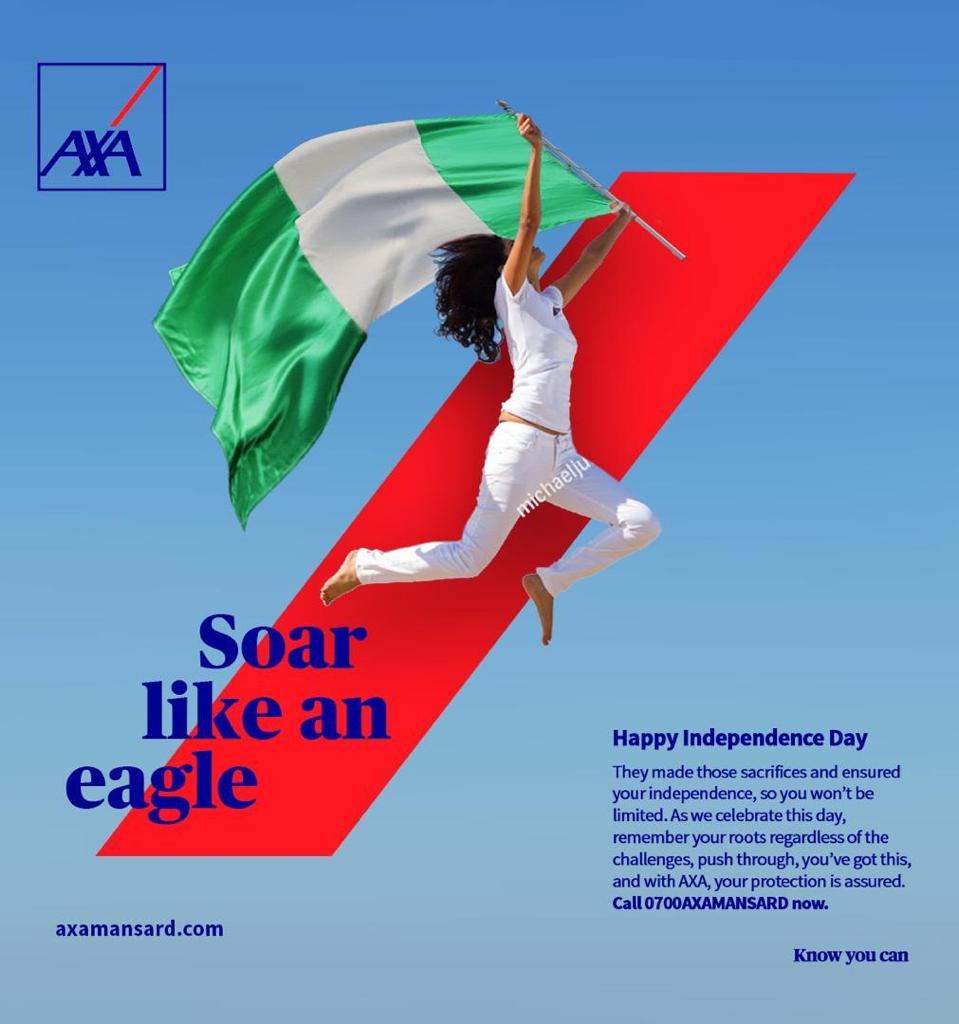 AXA
michaelju
Soar
like an
eagle
Happy Independence Day
They made those sacrifices and ensured
your independence, so you won't be
limited. As we celebrate this day,
remember your roots regardless of the
challenges, push through, you've got this,
and with AXA, your protection is assured.
Call 0700AXAMANSARD now.
axamansard.com
Know you can